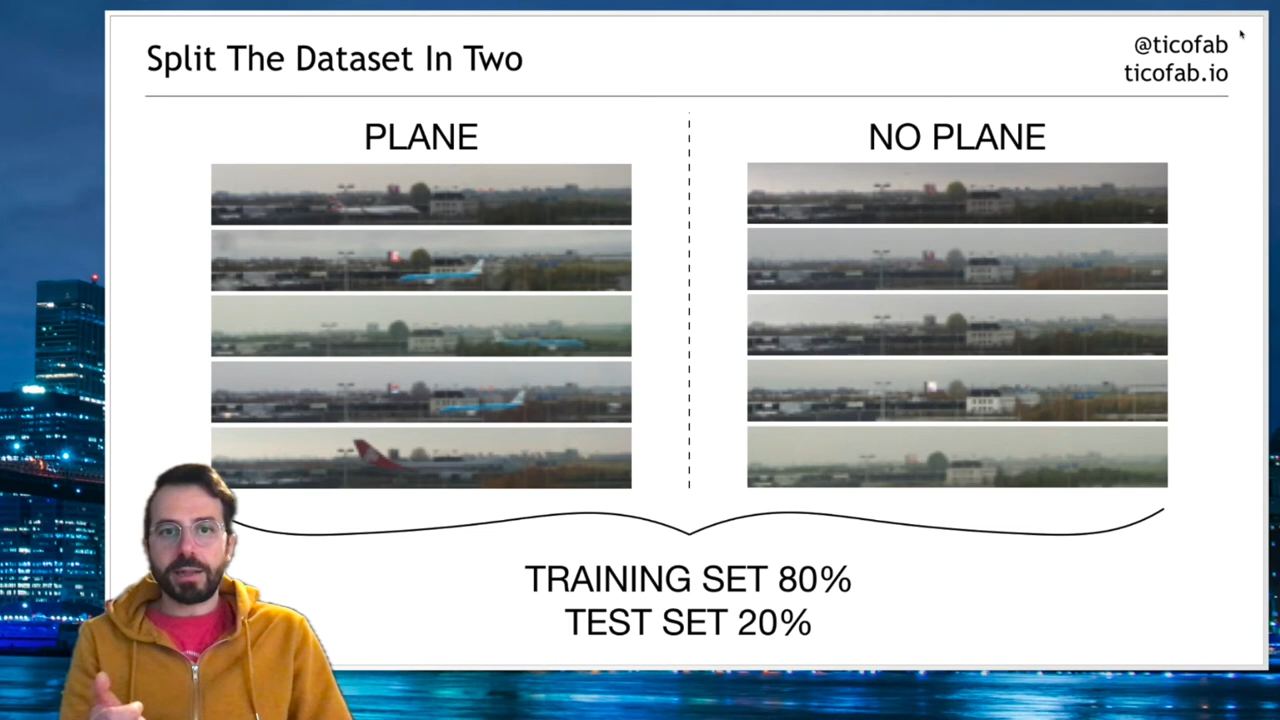 Split The Dataset In Two
@ticofab
ticofab.io
PLANE
NO PLANE
TRAINING SET 80%
TEST SET 20%